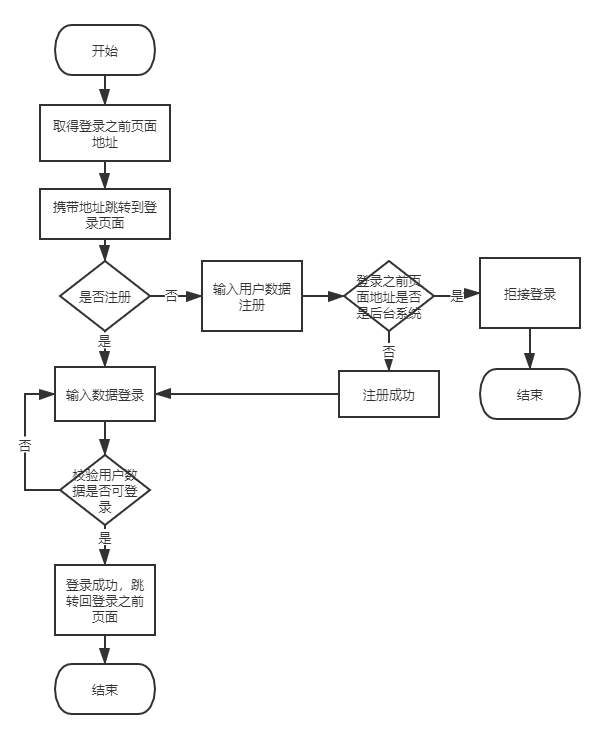 开始
取得登录之前页面
地址
携带地址跳转到登
录页面
是否注册
否
输入用户数据
注册
登录之前页
面地址是否
是后台系统
是
拒接登录
是
否
结束
输入数据登录
注册成功
否
校验用户数
据是否可登
录
是
登录成功，跳
转回登录之前
页面
结束